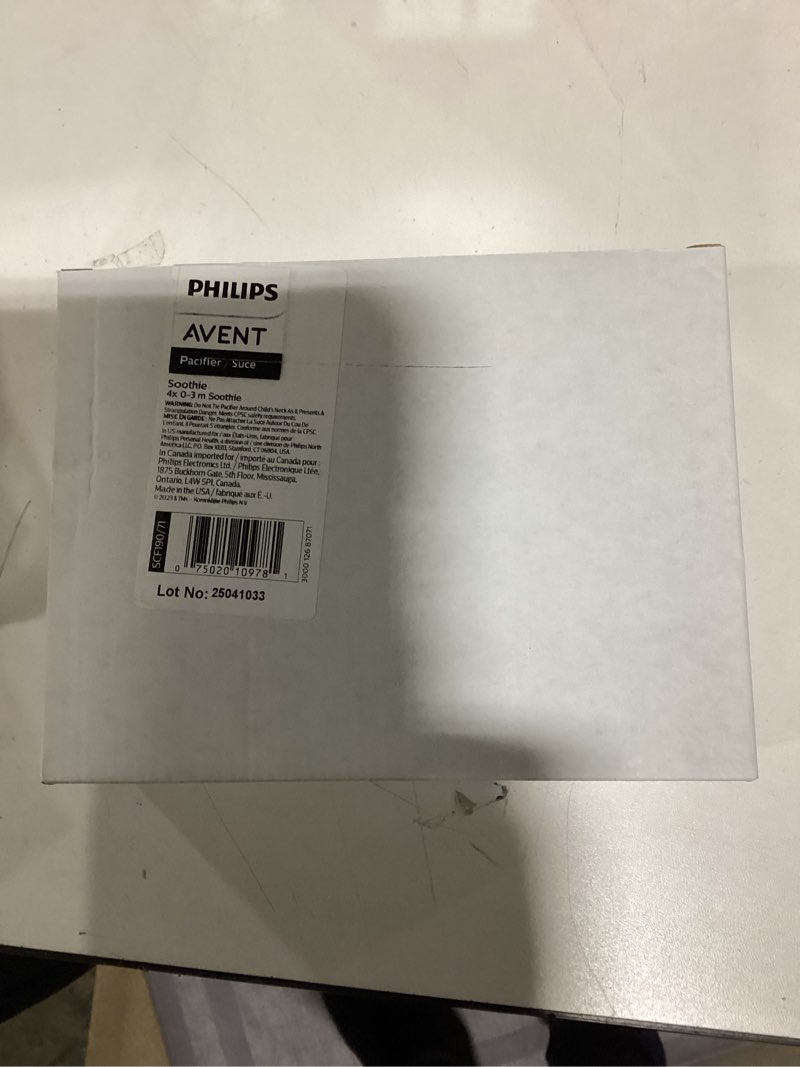 PHILIPS
AVENT
Pacifier / Suce
Soothie
4x 0-3 m Soothie
WARNING: Do Not Tie Pacifier Around Child's Neck As It Presents A
Strangulation Danger. Meets CPSC safety requirements.
MISE EN GARDE: Ne Pas Attacher La Suce Autour Du Cou De
L'enfant. Il Pourrait S'étrangler. Conforme aux normes de la CPSC.
In US manufactured for / aux États-Unis, fabriqué pour
Philips Personal Health, a division of / une division de Philips North
America LLC, P.O. Box 10313, Stamford, CT 06904, USA
In Canada imported for / importé au Canada pour :
Philips Electronics Ltd. / Philips Électronique Ltée,
1875 Buckhorn Gate, 5th Floor, Mississauga,
Ontario, L4W 5P1, Canada.
Made in the USA / fabriqué aux É.-U.
© 2023 & TMs - Koninklijke Philips N.V.
SCF190/71
0 75020 10978 1
3000 126 87071
Lot No: 25041033